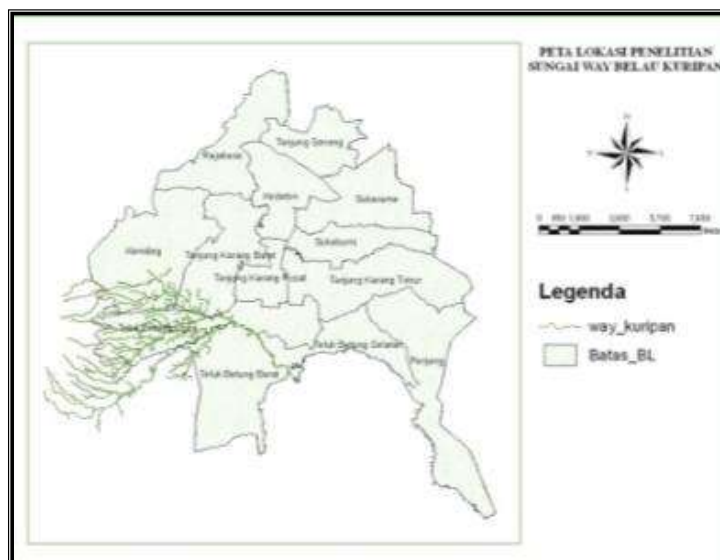 PETA LOKASI PENELITIAN
SUNGAI WAY BELAU KURIPAN
Rajabasa
Tanjung Senang
Kedaton
Sukarame
Kemiling
Tanjung Karang Barat
Sukabumi
Tanjung Karang Pusat
Tanjung Karang Timur
Teluk Betung Selatan
Teluk Betung Barat
Panjang
Legenda
way_kuripan
Batas_BL